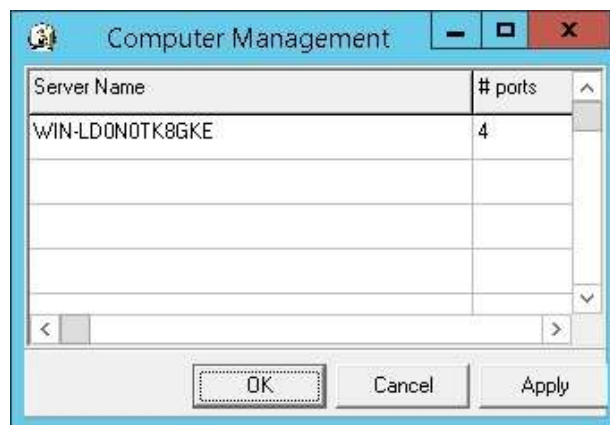 Computer Management
Server Name # ports
WIN-LD0N0TK8GKE 4
OK Cancel Apply